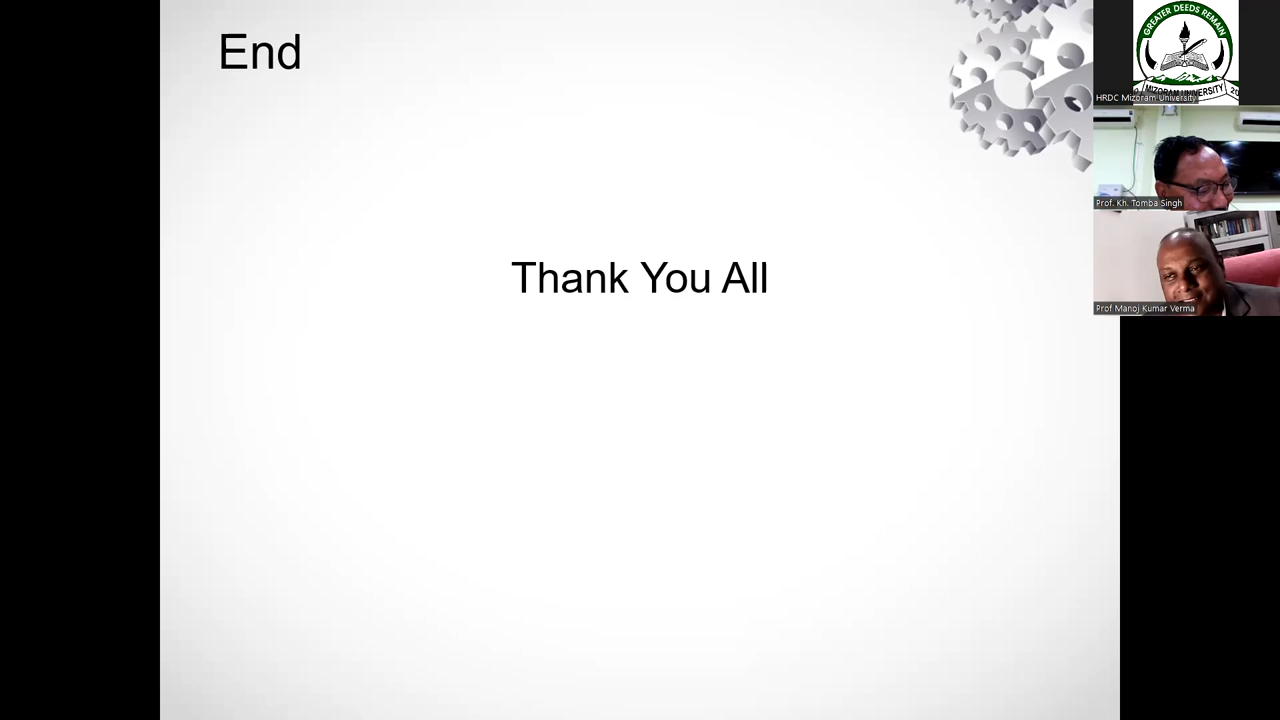 End
Thank You All
GREATER DEEDS REMAIN
MIZORAM UNIVERSITY
HRDC Mizoram University
Prof. Kh. Tomba Singh
Prof Manoj Kumar Verma